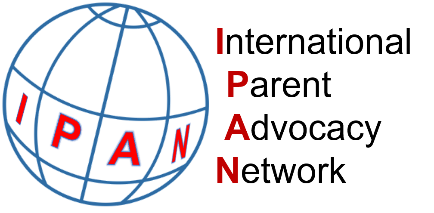 IPAN
International
Parent
Advocacy
Network